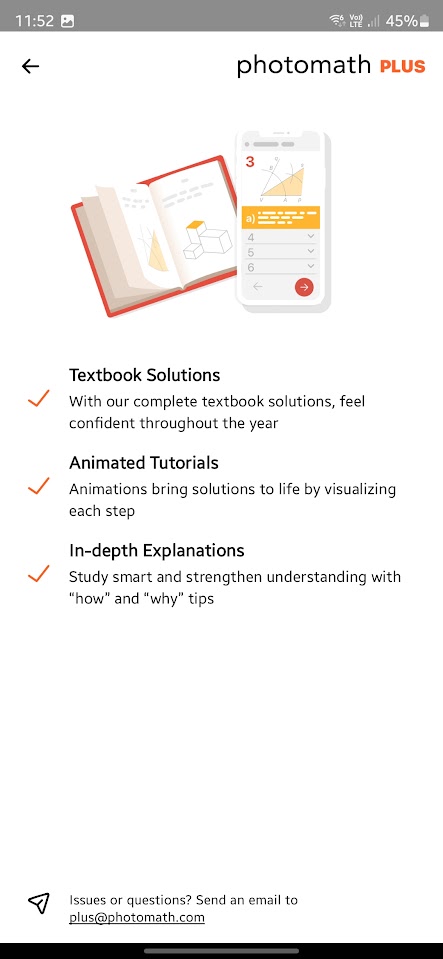 11:52 Vo)) LTE 45%
photomath PLUS
3
a)
4
5
6
Textbook Solutions
With our complete textbook solutions, feel
confident throughout the year
Animated Tutorials
Animations bring solutions to life by visualizing
each step
In-depth Explanations
Study smart and strengthen understanding with
“how” and “why” tips
Issues or questions? Send an email to
plus@photomath.com